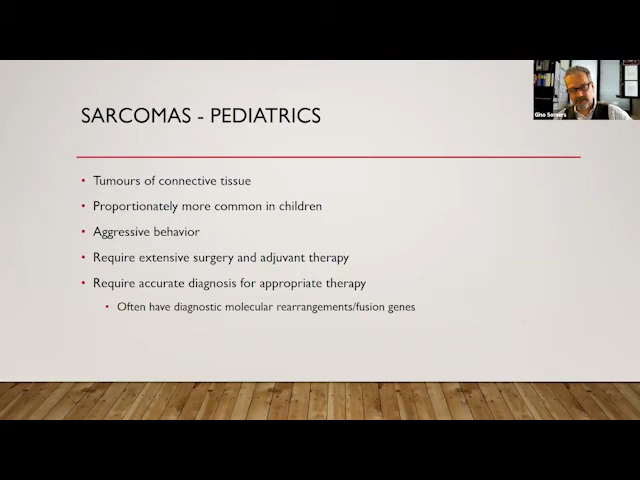 SARCOMAS - PEDIATRICS
• Tumours of connective tissue
• Proportionately more common in children
• Aggressive behavior
• Require extensive surgery and adjuvant therapy
• Require accurate diagnosis for appropriate therapy
• Often have diagnostic molecular rearrangements/fusion genes
Gino Somers